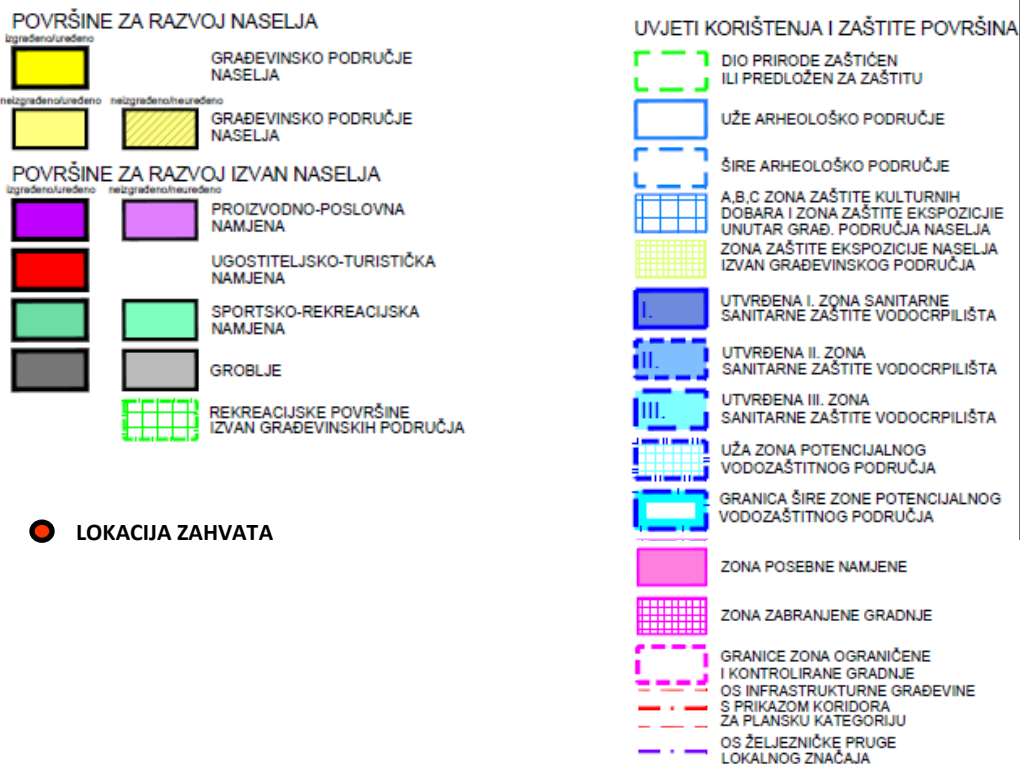 POVRŠINE ZA RAZVOJ NASELJA
izgrađeno/uređeno
GRAĐEVINSKO PODRUČJE
NASELJA
neizgrađeno/uređeno neizgrađeno/neuređeno
GRAĐEVINSKO PODRUČJE
NASELJA
POVRŠINE ZA RAZVOJ IZVAN NASELJA
izgrađeno/uređeno neizgrađeno/neuređeno
PROIZVODNO-POSLOVNA
NAMJENA
UGOSTITELJSKO-TURISTIČKA
NAMJENA
SPORTSKO-REKREACIJSKA
NAMJENA
GROBLJE
REKREACIJSKE POVRŠINE
IZVAN GRAĐEVINSKIH PODRUČJA
LOKACIJA ZAHVATA
UVJETI KORIŠTENJA I ZAŠTITE POVRŠINA
DIO PRIRODE ZAŠTIĆEN
ILI PREDLOŽEN ZA ZAŠTITU
UŽE ARHEOLOŠKO PODRUČJE
ŠIRE ARHEOLOŠKO PODRUČJE
A,B,C ZONA ZAŠTITE KULTURNIH
DOBARA I ZONA ZAŠTITE EKSPOZICJIE
UNUTAR GRAĐ. PODRUČJA NASELJA
ZONA ZAŠTITE EKSPOZICIJE NASELJA
IZVAN GRAĐEVINSKOG PODRUČJA
I.
UTVRĐENA I. ZONA SANITARNE
SANITARNE ZAŠTITE VODOCRPILIŠTA
II.
UTVRĐENA II. ZONA
SANITARNE ZAŠTITE VODOCRPILIŠTA
III.
UTVRĐENA III. ZONA
SANITARNE ZAŠTITE VODOCRPILIŠTA
UŽA ZONA POTENCIJALNOG
VODOZAŠTITNOG PODRUČJA
GRANICA ŠIRE ZONE POTENCIJALNOG
VODOZAŠTITNOG PODRUČJA
ZONA POSEBNE NAMJENE
ZONA ZABRANJENE GRADNJE
GRANICE ZONA OGRANIČENE
I KONTROLIRANE GRADNJE
OS INFRASTRUKTURNE GRAĐEVINE
S PRIKAZOM KORIDORA
ZA PLANSKU KATEGORIJU
OS ŽELJEZNIČKE PRUGE
LOKALNOG ZNAČAJA